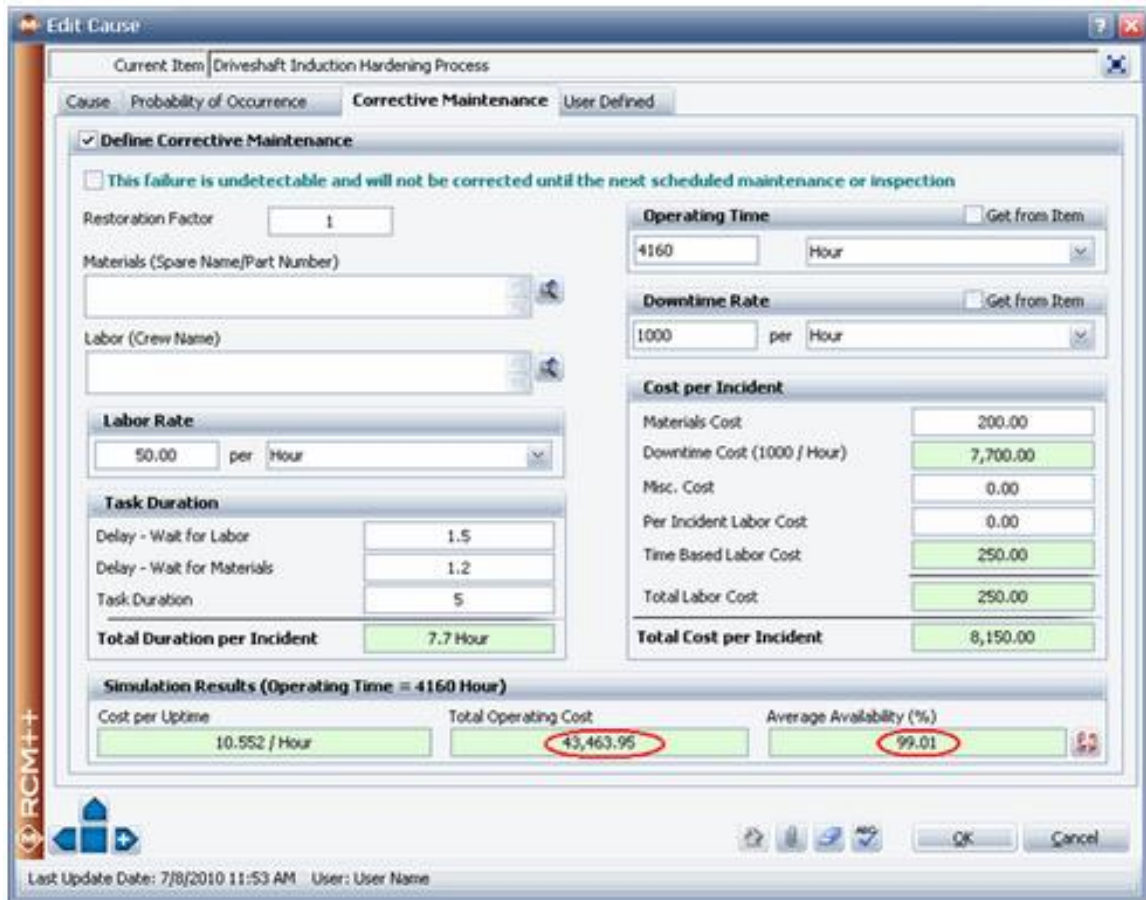 Edit Cause
Current Item Driveshaft Induction Hardening Process
Cause Probability of Occurrence Corrective Maintenance User Defined
Define Corrective Maintenance
This failure is undetectable and will not be corrected until the next scheduled maintenance or inspection
Restoration Factor 1
Materials (Spare Name/Part Number)
Labor (Crew Name)
Labor Rate
50.00 per Hour
Task Duration
Delay - Wait for Labor 1.5
Delay - Wait for Materials 1.2
Task Duration 5
Total Duration per Incident 7.7 Hour
Operating Time Get from Item
4160 Hour
Downtime Rate Get from Item
1000 per Hour
Cost per Incident
Materials Cost 200.00
Downtime Cost (1000 / Hour) 7,700.00
Misc. Cost 0.00
Per Incident Labor Cost 0.00
Time Based Labor Cost 250.00
Total Labor Cost 250.00
Total Cost per Incident 8,150.00
Simulation Results (Operating Time = 4160 Hour)
Cost per Uptime Total Operating Cost Average Availability (%)
10.552 / Hour 43,463.95 99.01
RCM++
ABC
OK Cancel
Last Update Date: 7/8/2010 11:53 AM User: User Name